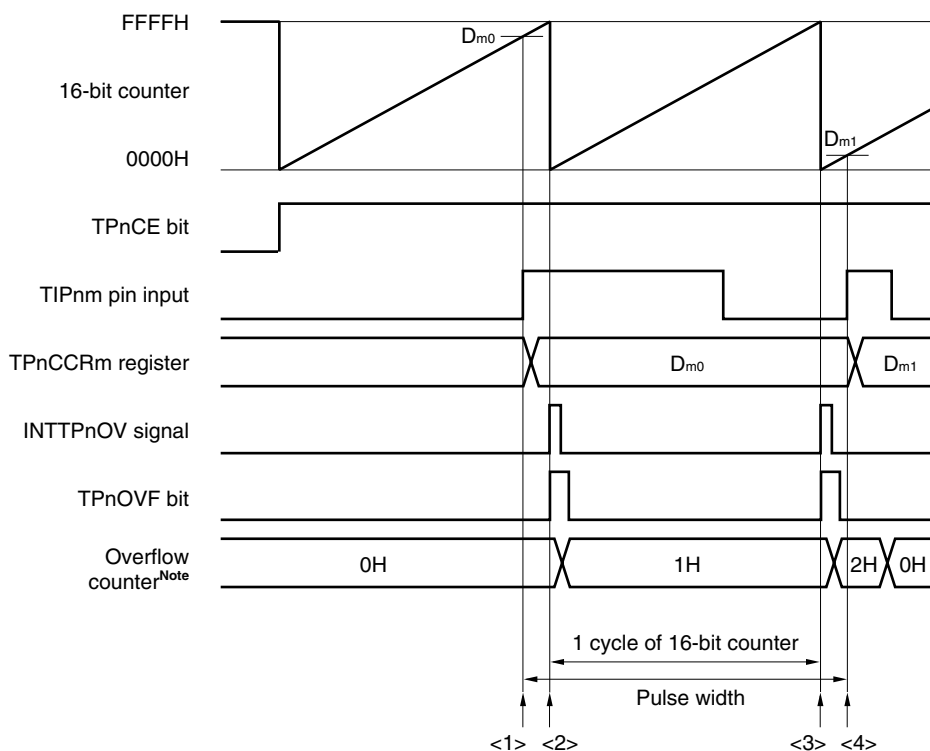 FFFFH
Dm0
16-bit counter
0000H
Dm1
TPnCE bit
TIPnm pin input
TPnCCRm register
Dm0
Dm1
INTTPnOV signal
TPnOVF bit
Overflow
counterNote
0H
1H
2H
0H
1 cycle of 16-bit counter
Pulse width
<1> <2> <3> <4>